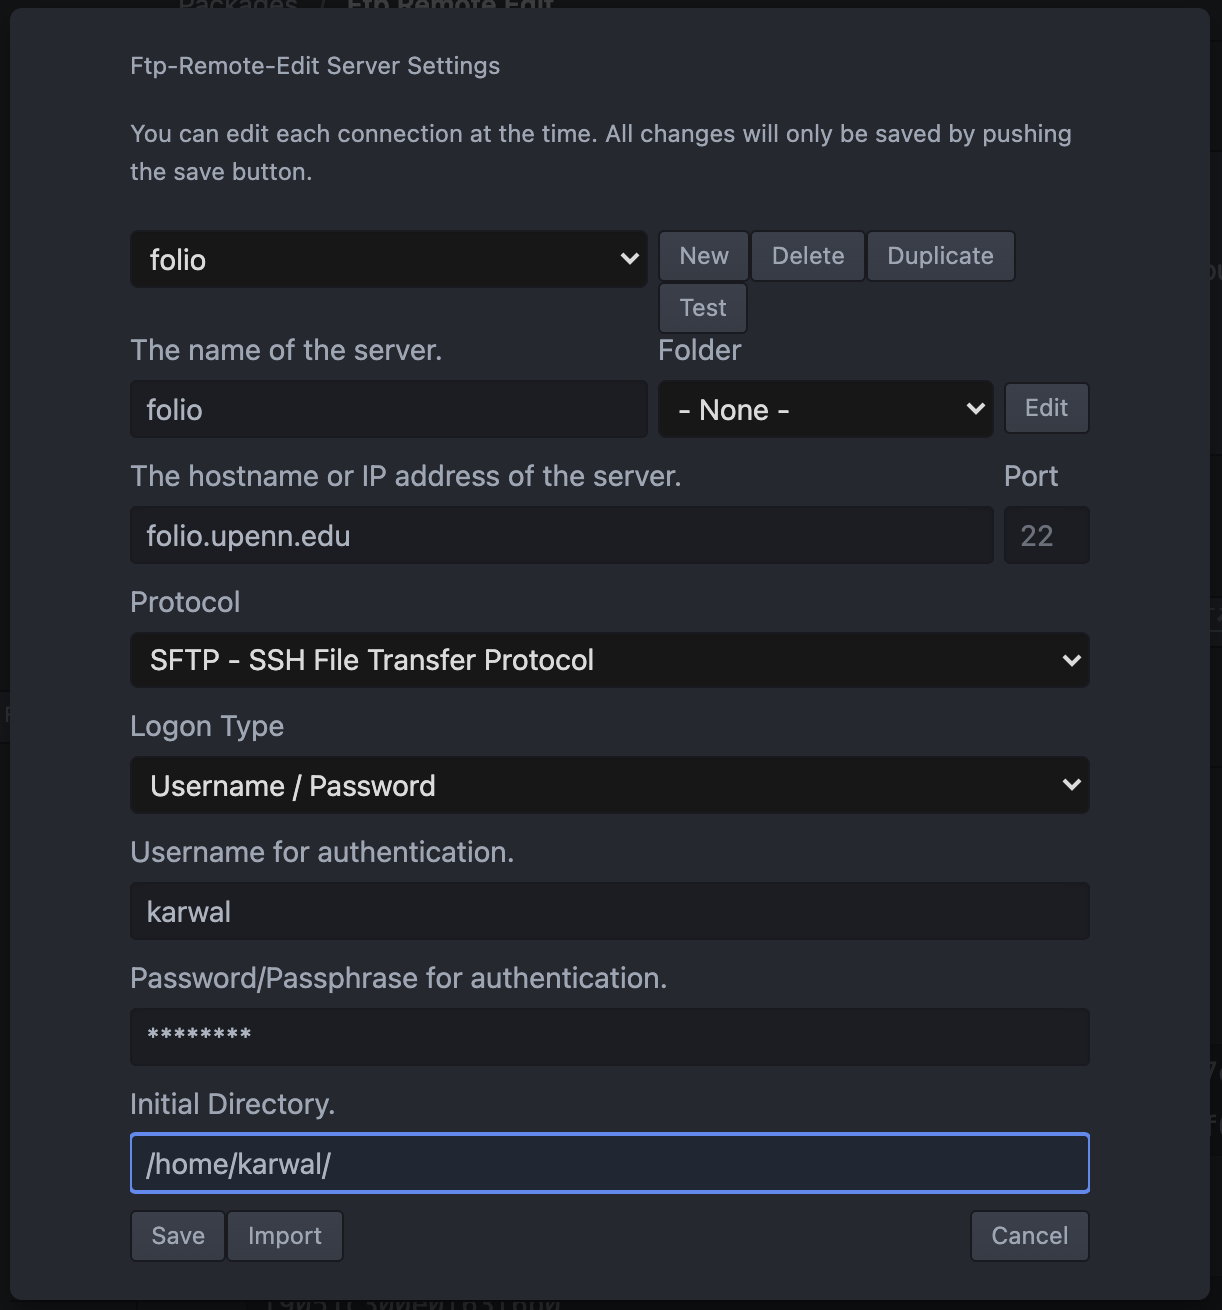 Packages / Ftp Remote Edit
Ftp-Remote-Edit Server Settings
You can edit each connection at the time. All changes will only be saved by pushing
the save button.
folio New Delete Duplicate
Test
The name of the server. Folder
folio - None - Edit
The hostname or IP address of the server. Port
folio.upenn.edu 22
Protocol
SFTP - SSH File Transfer Protocol
Logon Type
Username / Password
Username for authentication.
karwal
Password/Passphrase for authentication.
********
Initial Directory.
/home/karwal/
Save Import Cancel